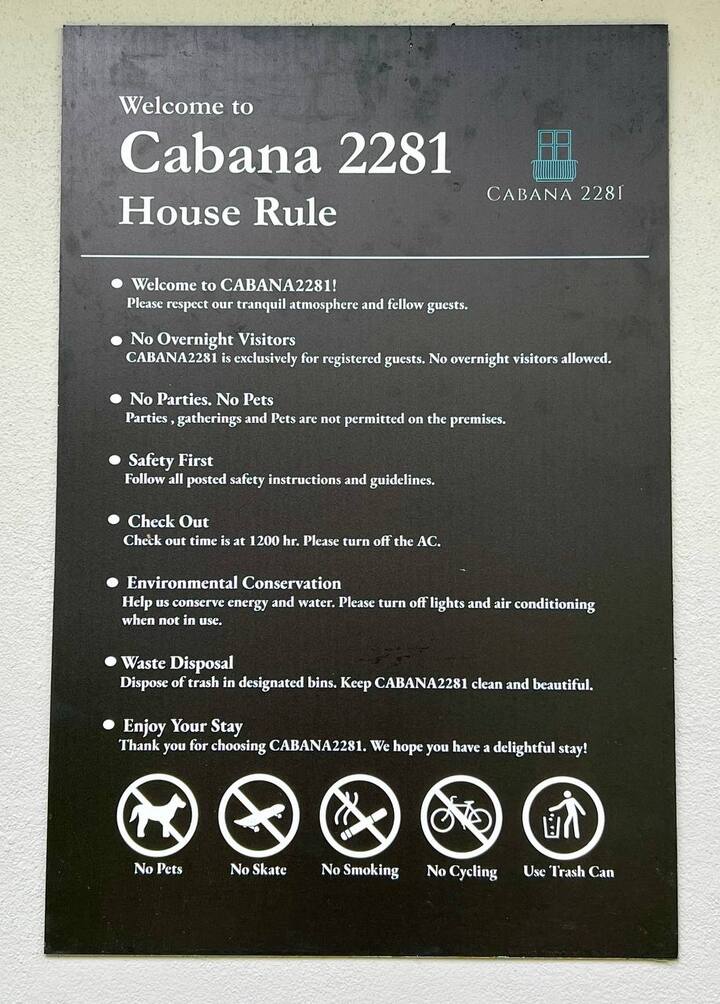 Welcome to
Cabana 2281
House Rule
CABANA 2281
Welcome to CABANA2281!
Please respect our tranquil atmosphere and fellow guests.
No Overnight Visitors
CABANA2281 is exclusively for registered guests. No overnight visitors allowed.
No Parties. No Pets
Parties , gatherings and Pets are not permitted on the premises.
Safety First
Follow all posted safety instructions and guidelines.
Check Out
Check out time is at 1200 hr. Please turn off the AC.
Environmental Conservation
Help us conserve energy and water. Please turn off lights and air conditioning
when not in use.
Waste Disposal
Dispose of trash in designated bins. Keep CABANA2281 clean and beautiful.
Enjoy Your Stay
Thank you for choosing CABANA2281. We hope you have a delightful stay!
No Pets
No Skate
No Smoking
No Cycling
Use Trash Can